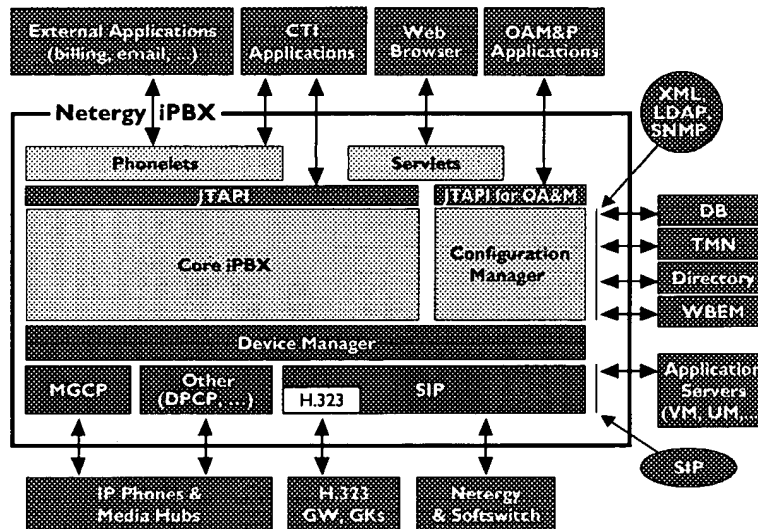 External Applications
(billing, email, ...)
CTI
Applications
Web
Browser
OAM&P
Applications
XML
LDAP
SNMP
Netergy iPBX
Phonelets
Servlets
JTAPI
JTAPI for OA&M
Core iPBX
Configuration
Manager
DB
TMN
Directory
WBEM
Device Manager
MGCP
Other
(DPCP, ...)
H.323
SIP
Application
Servers
(VM, UM, ...
SIP
IP Phones &
Media Hubs
H.323
GW, GKs
Netergy
& Softswitch